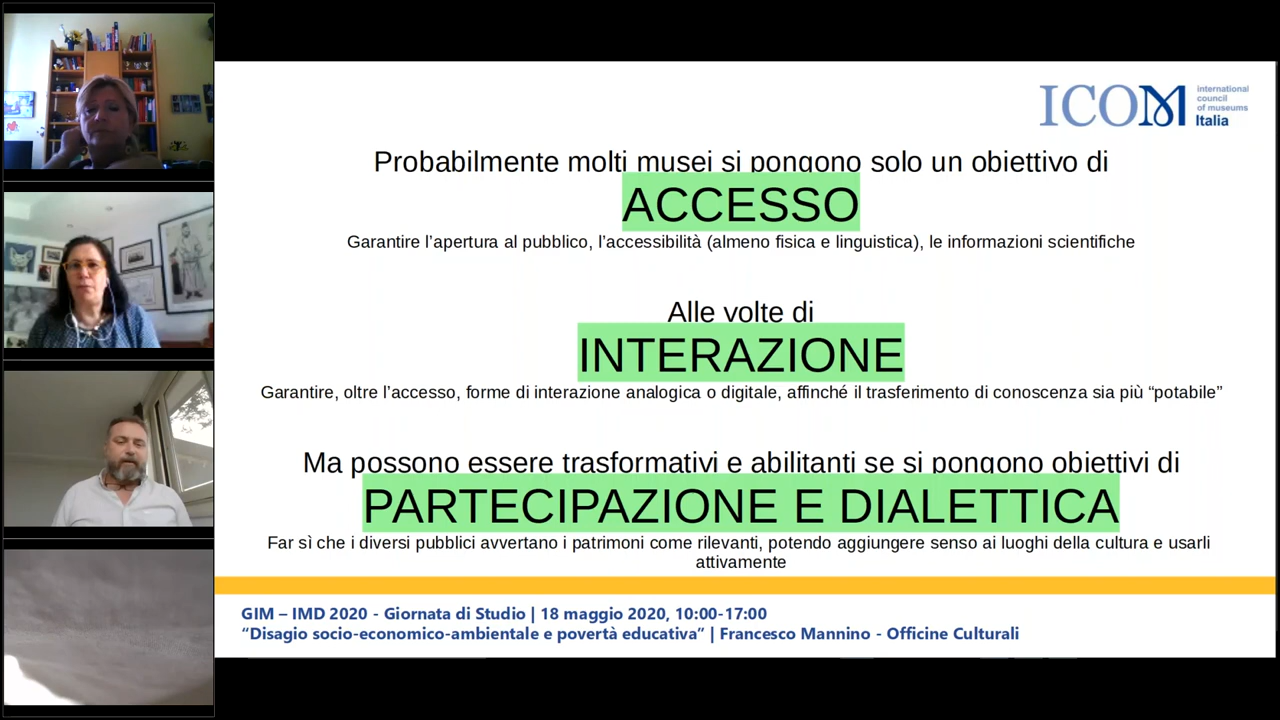 ICOM international
council
of museums
Italia
Probabilmente molti musei si pongono solo un obiettivo di
ACCESSO
Garantire l’apertura al pubblico, l’accessibilità (almeno fisica e linguistica), le informazioni scientifiche
Alle volte di
INTERAZIONE
Garantire, oltre l’accesso, forme di interazione analogica o digitale, affinché il trasferimento di conoscenza sia più “potabile”
Ma possono essere trasformativi e abilitanti se si pongono obiettivi di
PARTECIPAZIONE E DIALETTICA
Far sì che i diversi pubblici avvertano i patrimoni come rilevanti, potendo aggiungere senso ai luoghi della cultura e usarli
attivamente
GIM – IMD 2020 - Giornata di Studio | 18 maggio 2020, 10:00-17:00
“Disagio socio-economico-ambientale e povertà educativa” | Francesco Mannino - Officine Culturali